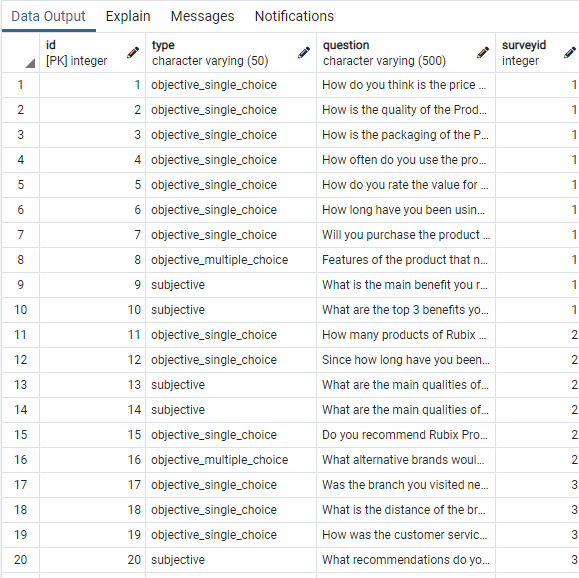 Data Output Explain Messages Notifications
id type question surveyid
[PK] integer character varying (50) character varying (500) integer
1 1 objective_single_choice How do you think is the price ... 1
2 2 objective_single_choice How is the quality of the Prod... 1
3 3 objective_single_choice How is the packaging of the P... 1
4 4 objective_single_choice How often do you use the pro... 1
5 5 objective_single_choice How do you rate the value for ... 1
6 6 objective_single_choice How long have you been usin... 1
7 7 objective_single_choice Will you purchase the product ... 1
8 8 objective_multiple_choice Features of the product that n... 1
9 9 subjective What is the main benefit you r... 1
10 10 subjective What are the top 3 benefits yo... 1
11 11 objective_single_choice How many products of Rubix ... 2
12 12 objective_single_choice Since how long have you been... 2
13 13 subjective What are the main qualities of... 2
14 14 subjective What are the main qualities of... 2
15 15 objective_single_choice Do you recommend Rubix Pro... 2
16 16 objective_multiple_choice What alternative brands woul... 2
17 17 objective_single_choice Was the branch you visited ne... 3
18 18 objective_single_choice What is the distance of the br... 3
19 19 objective_single_choice How was the customer servic... 3
20 20 subjective What recommendations do yo... 3